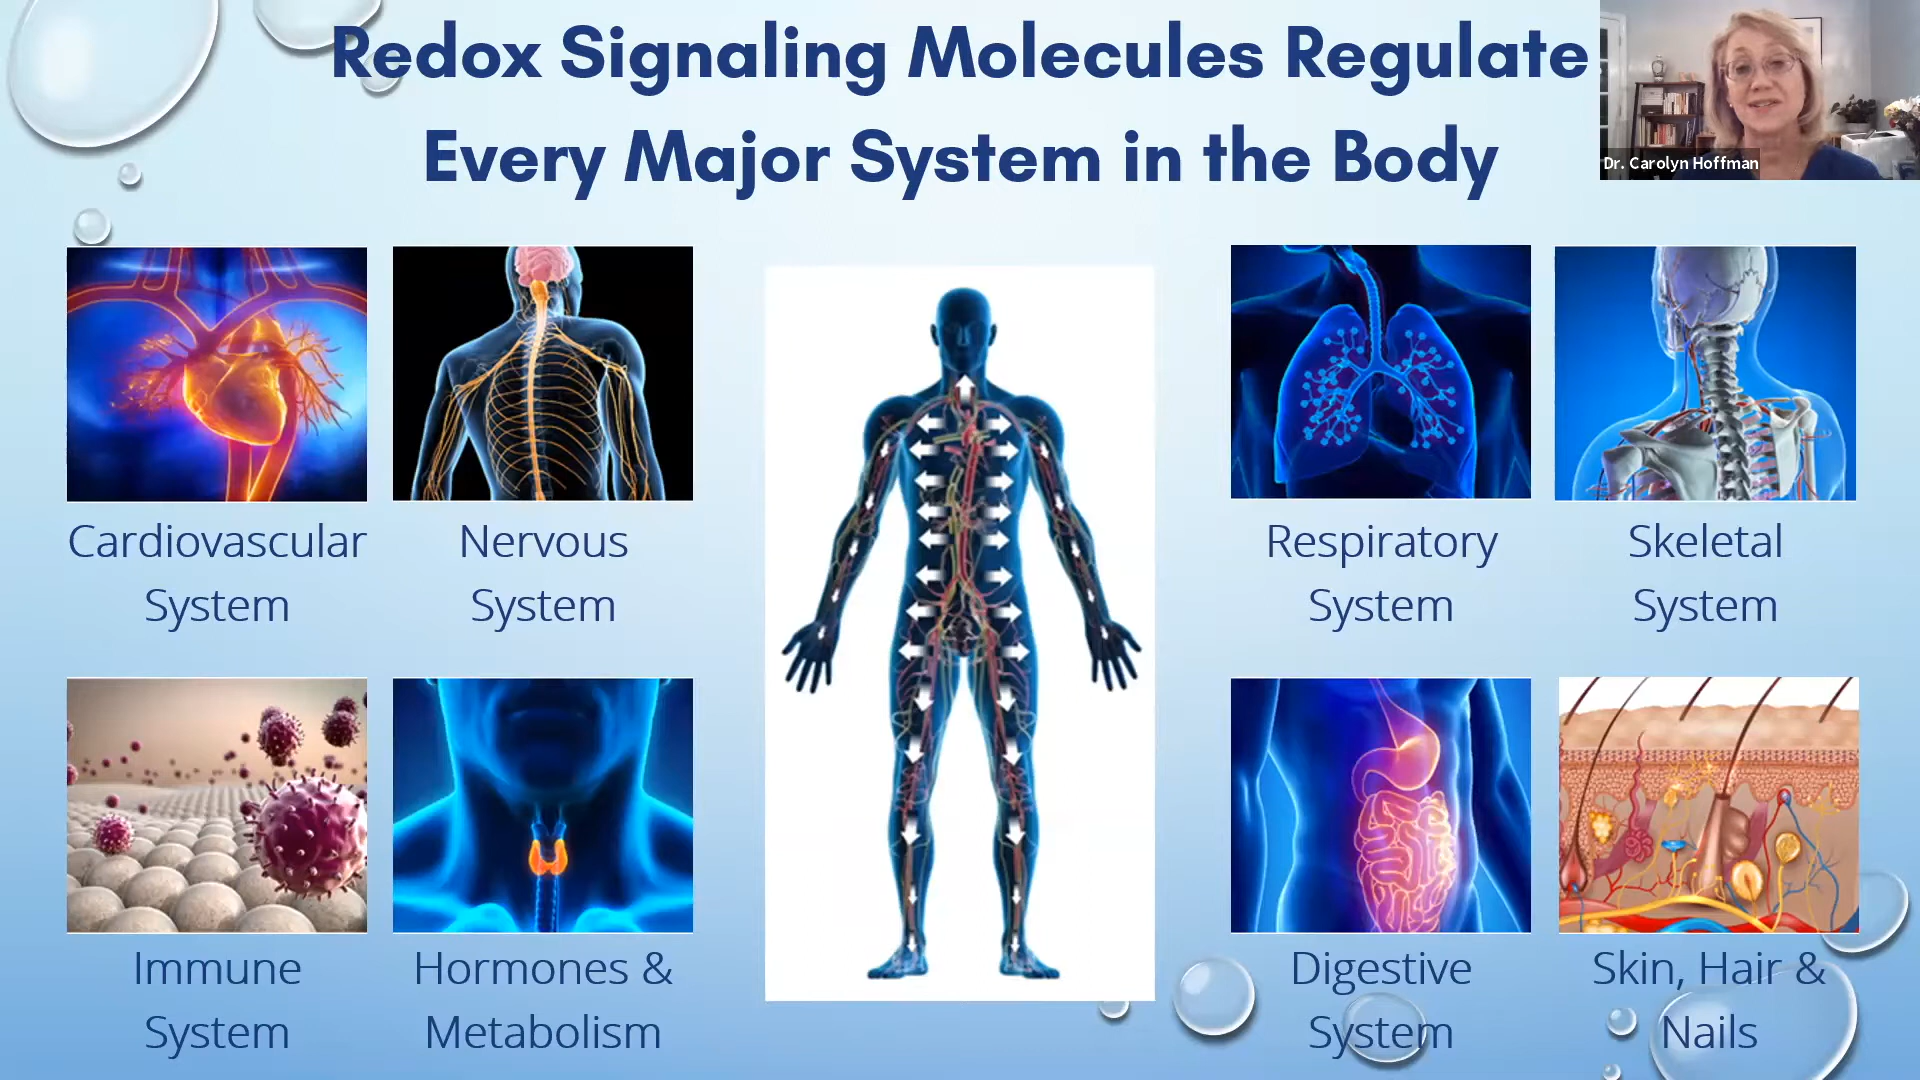 Redox Signaling Molecules Regulate
Every Major System in the Body
Dr. Carolyn Hoffman
Cardiovascular
System
Nervous
System
Respiratory
System
Skeletal
System
Immune
System
Hormones &
Metabolism
Digestive
System
Skin, Hair &
Nails